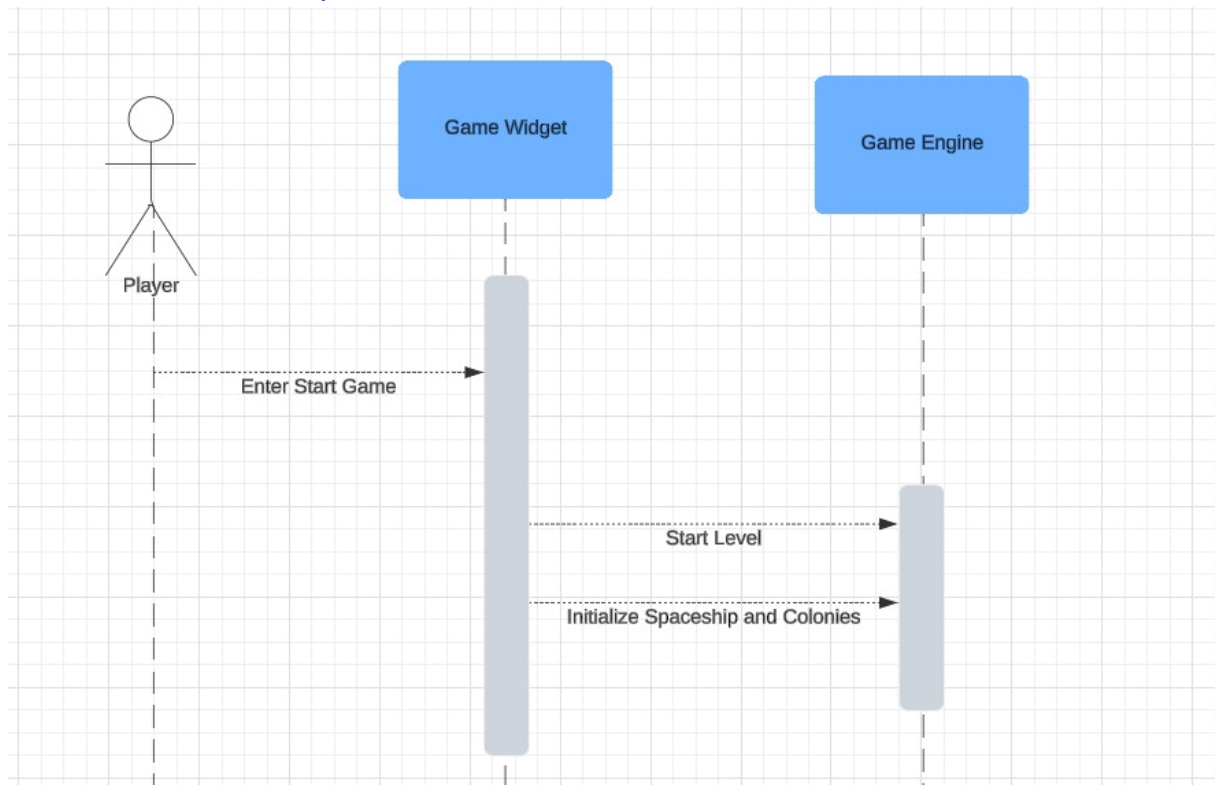 Game Widget
Game Engine
Player
Enter Start Game
Start Level
Initialize Spaceship and Colonies